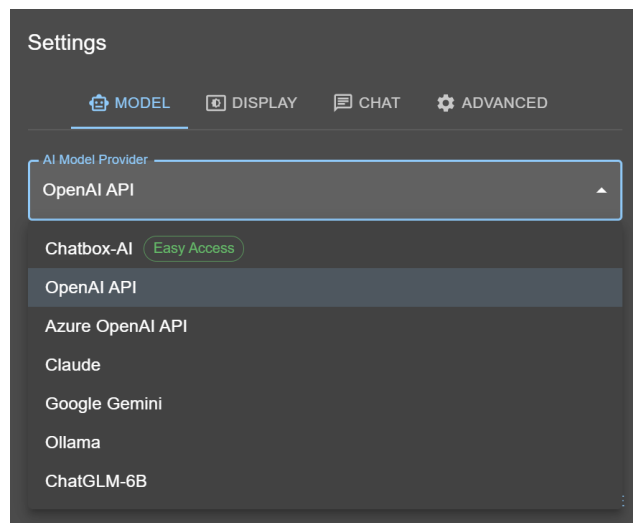 Settings
MODEL DISPLAY CHAT ADVANCED
AI Model Provider
OpenAI API
Chatbox-AI Easy Access
OpenAI API
Azure OpenAI API
Claude
Google Gemini
Ollama
ChatGLM-6B